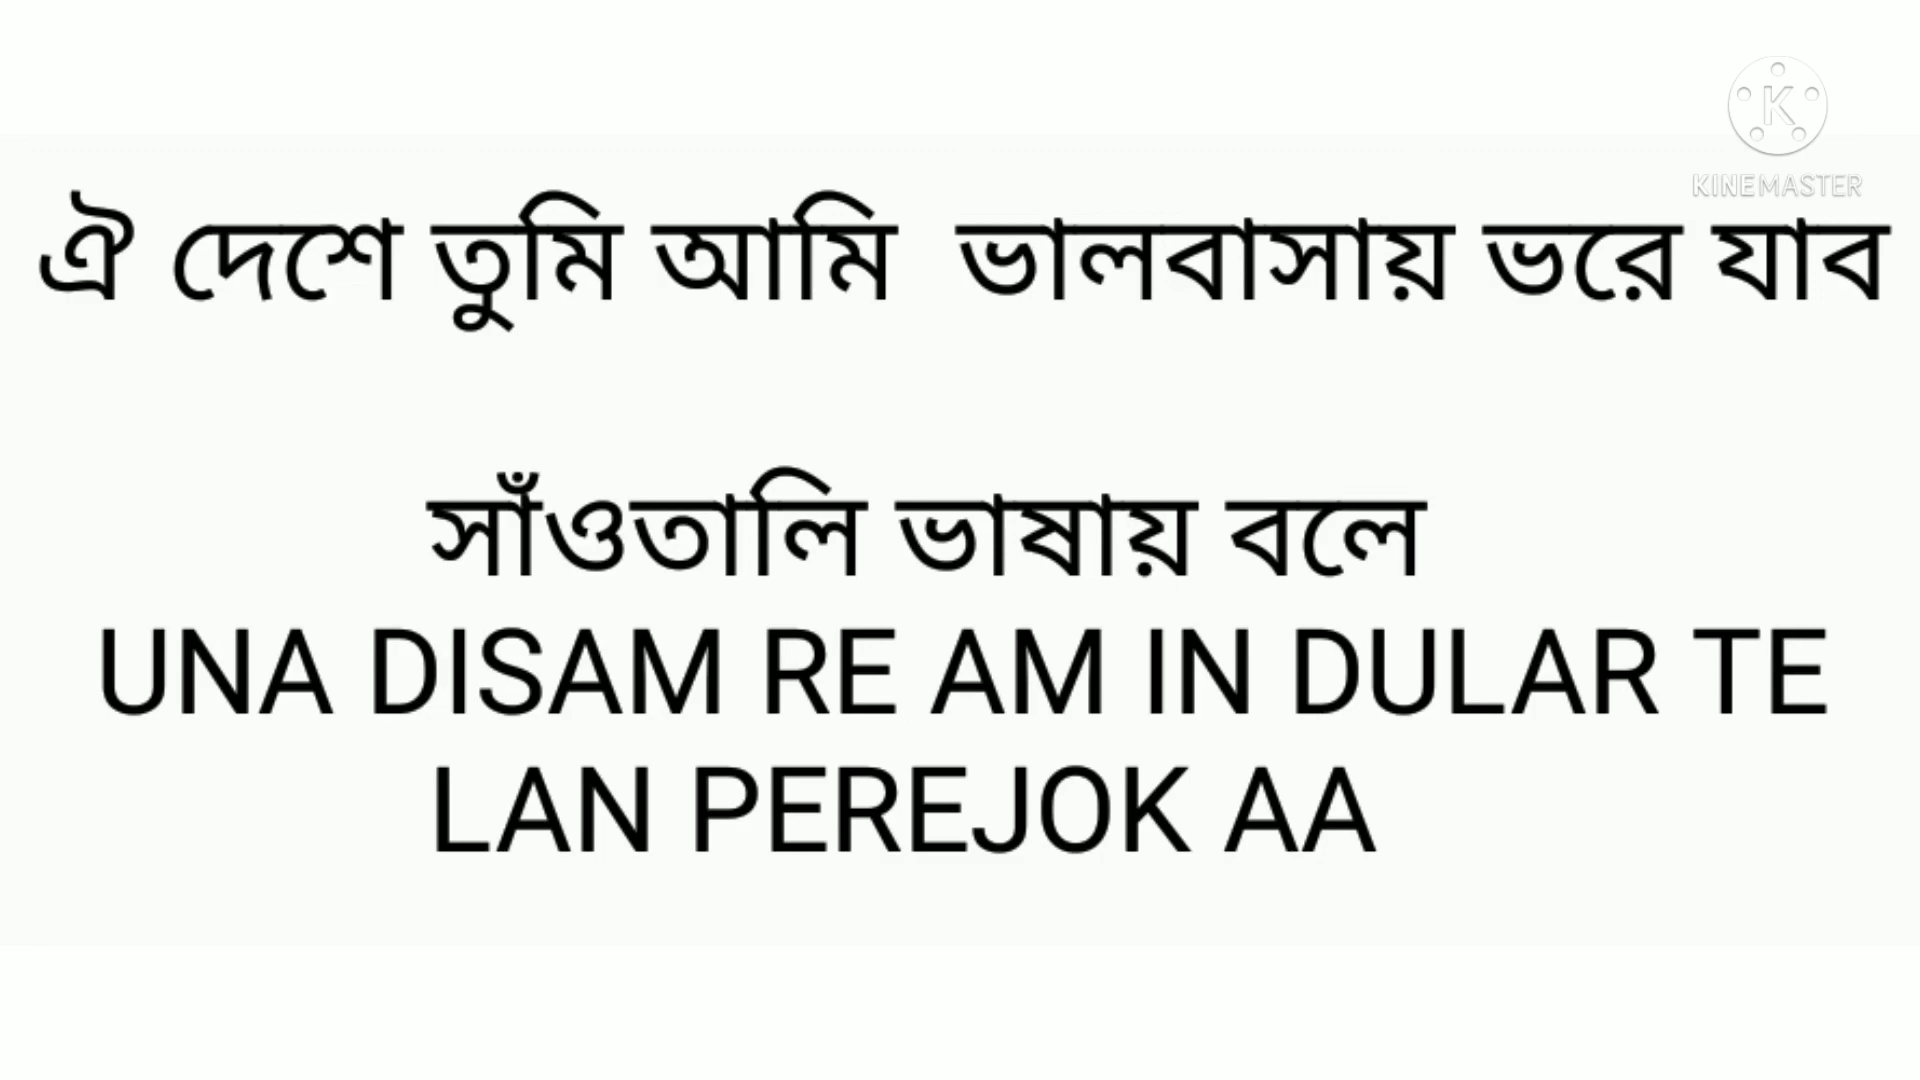 KINEMASTER
ঐ দেশে তুমি আমি ভালবাসায় ভরে যাব
সাঁওতালি ভাষায় বলে
UNA DISAM RE AM IN DULAR TE
LAN PEREJOK AA